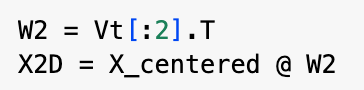 W2 = Vt[:2].T
X2D = X_centered @ W2